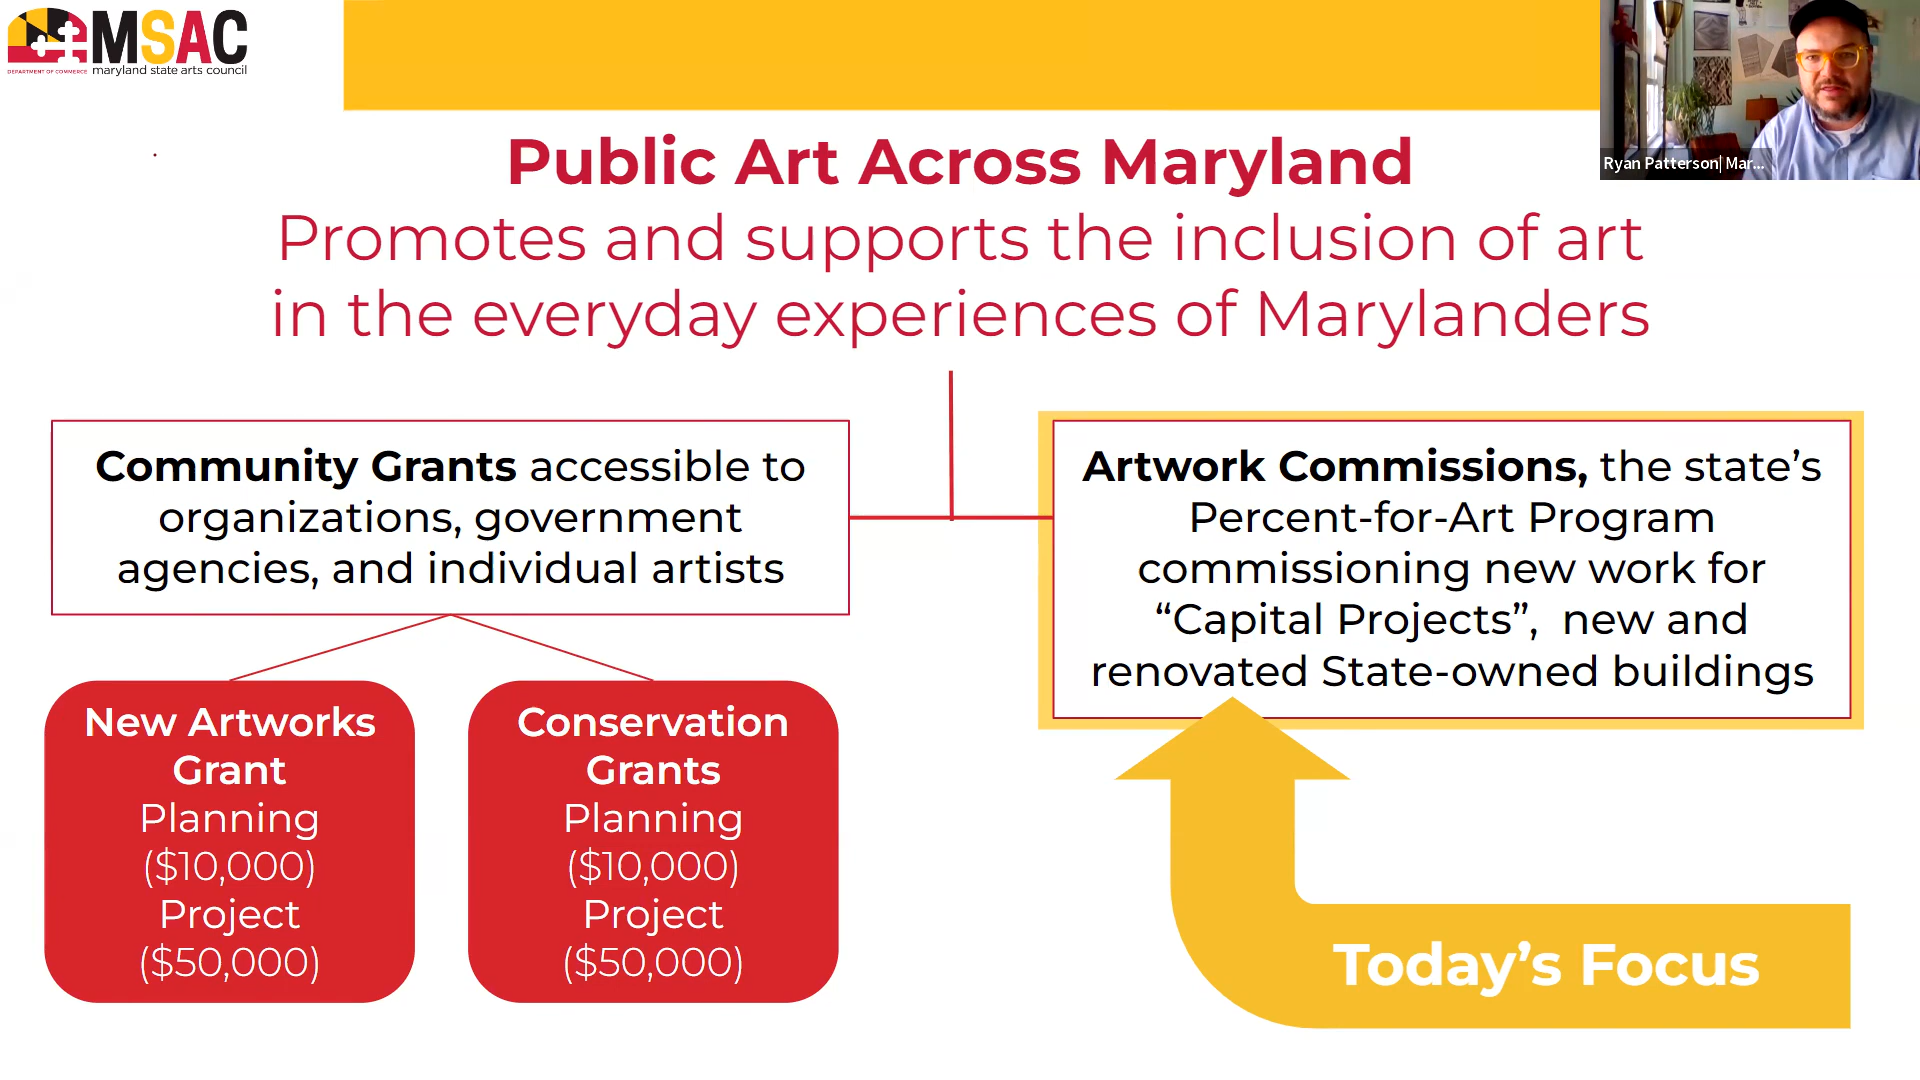 MSAC
DEPARTMENT OF COMMERCE
maryland state arts council
Ryan Patterson| Mar...
Public Art Across Maryland
Promotes and supports the inclusion of art
in the everyday experiences of Marylanders
Community Grants accessible to
organizations, government
agencies, and individual artists
Artwork Commissions, the state’s
Percent-for-Art Program
commissioning new work for
“Capital Projects”, new and
renovated State-owned buildings
New Artworks
Grant
Planning
($10,000)
Project
($50,000)
Conservation
Grants
Planning
($10,000)
Project
($50,000)
Today’s Focus